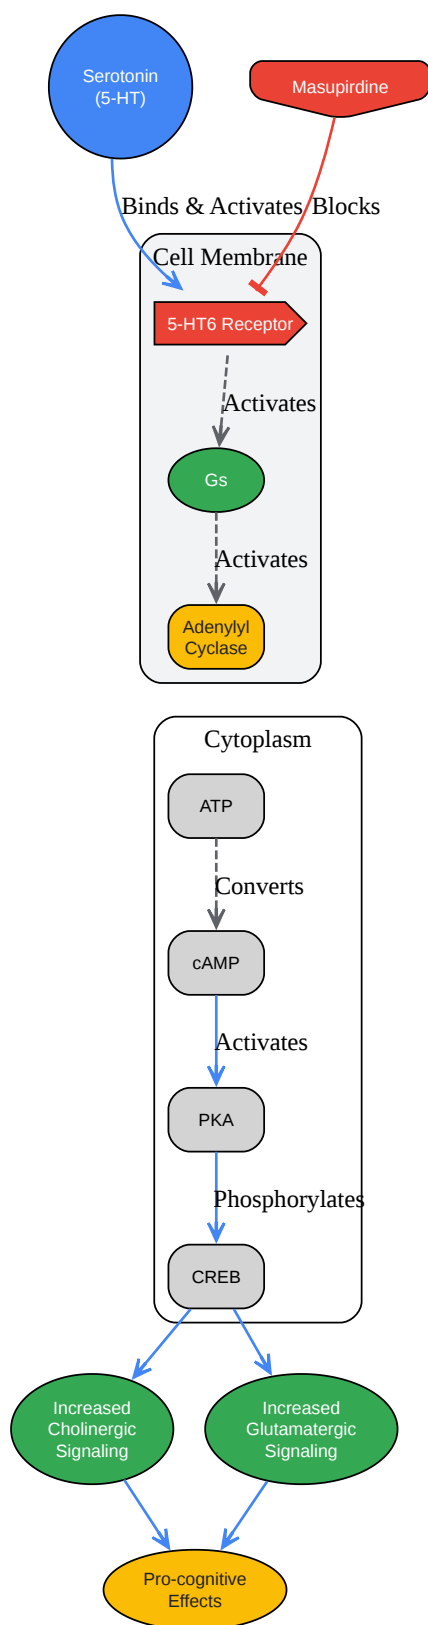 Serotonin
(5-HT)
Masupirdine
Binds & Activates
Blocks
Cell Membrane
5-HT6 Receptor
Activates
Gs
Activates
Adenylyl
Cyclase
Cytoplasm
ATP
Converts
cAMP
Activates
PKA
Phosphorylates
CREB
Increased
Cholinergic
Signaling
Increased
Glutamatergic
Signaling
Pro-cognitive
Effects